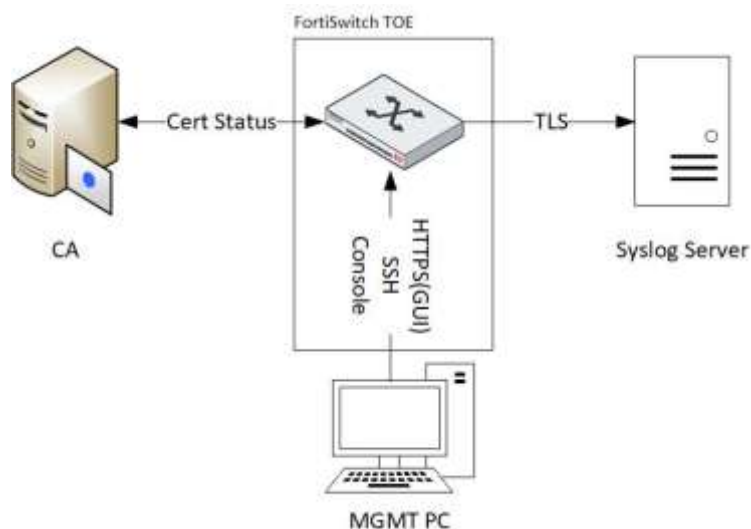 FortiSwitch TOE
Cert Status
TLS
CA
Syslog Server
HTTPS(GUI)
SSH
Console
MGMT PC